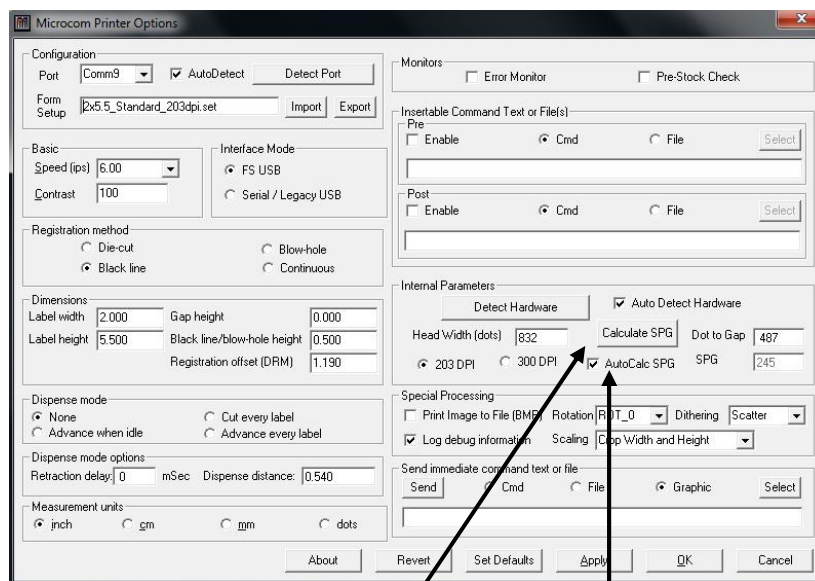 Microcom Printer Options
Configuration
Port Comm9 AutoDetect Detect Port
Form Setup 2x5.5_Standard_203dpi.set Import Export
Basic
Speed (ips) 6.00
Contrast 100
Interface Mode
FS USB
Serial / Legacy USB
Registration method
Die-cut Blow-hole
Black line Continuous
Dimensions
Label width 2.000 Gap height 0.000
Label height 5.500 Black line/blow-hole height 0.500
Registration offset (DRM) 1.190
Dispense mode
None Cut every label
Advance when idle Advance every label
Dispense mode options
Retraction delay: 0 mSec Dispense distance: 0.540
Measurement units
inch cm mm dots
Monitors
Error Monitor Pre-Stock Check
Insertable Command Text or File(s)
Pre
Enable Cmd File Select
Post
Enable Cmd File Select
Internal Parameters
Detect Hardware Auto Detect Hardware
Head Width (dots) 832 Calculate SPG Dot to Gap 487
203 DPI 300 DPI AutoCalc SPG SPG 245
Special Processing
Print Image to File (BMP) Rotation ROT_0 Dithering Scatter
Log debug information Scaling Crop Width and Height
Send immediate command text or file
Send Cmd File Graphic Select
About Revert Set Defaults Apply OK Cancel